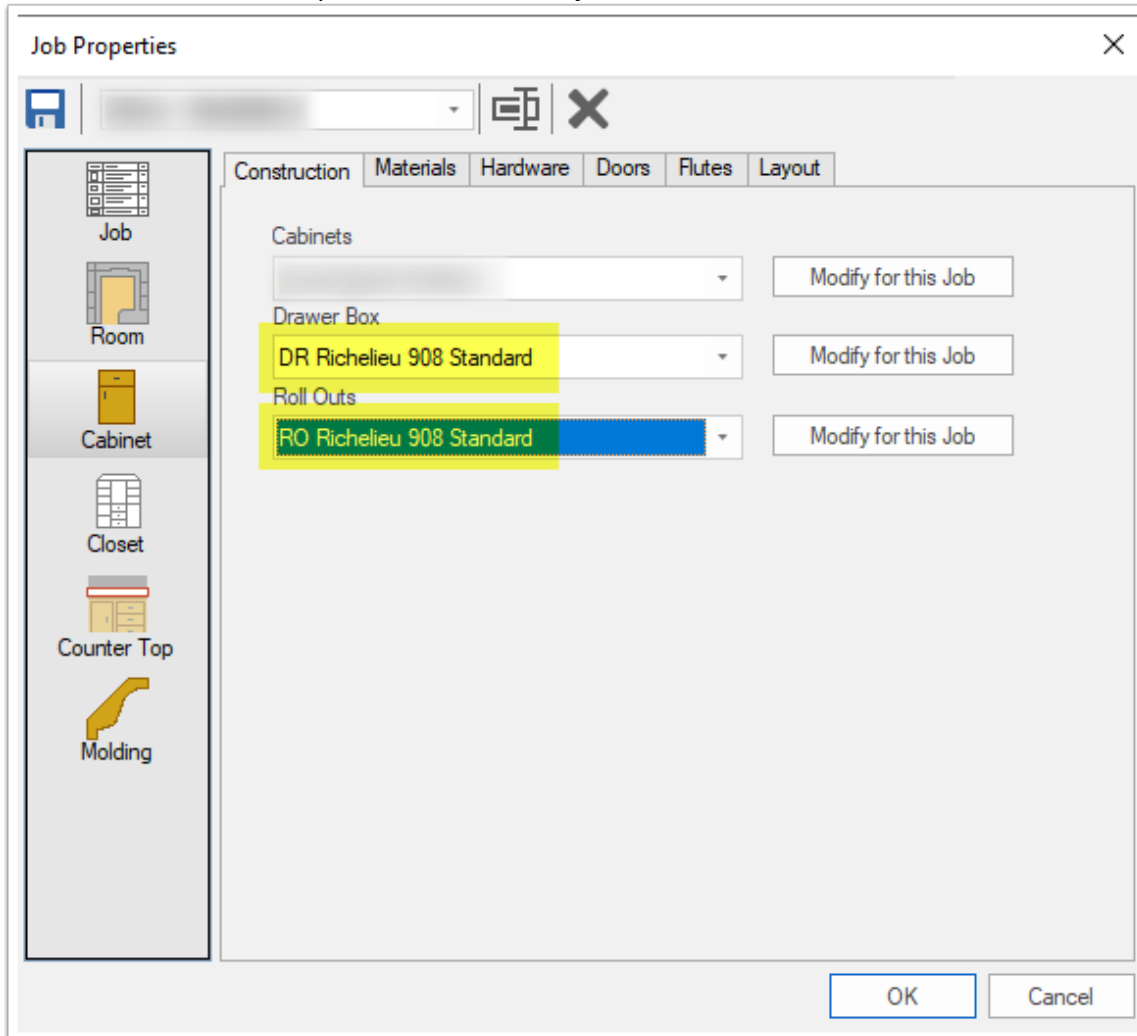 Job Properties
Construction Materials Hardware Doors Flutes Layout
Job
Room
Cabinet
Closet
Counter Top
Molding
Cabinets
Modify for this Job
Drawer Box
DR Richelieu 908 Standard
Modify for this Job
Roll Outs
RO Richelieu 908 Standard
Modify for this Job
OK Cancel